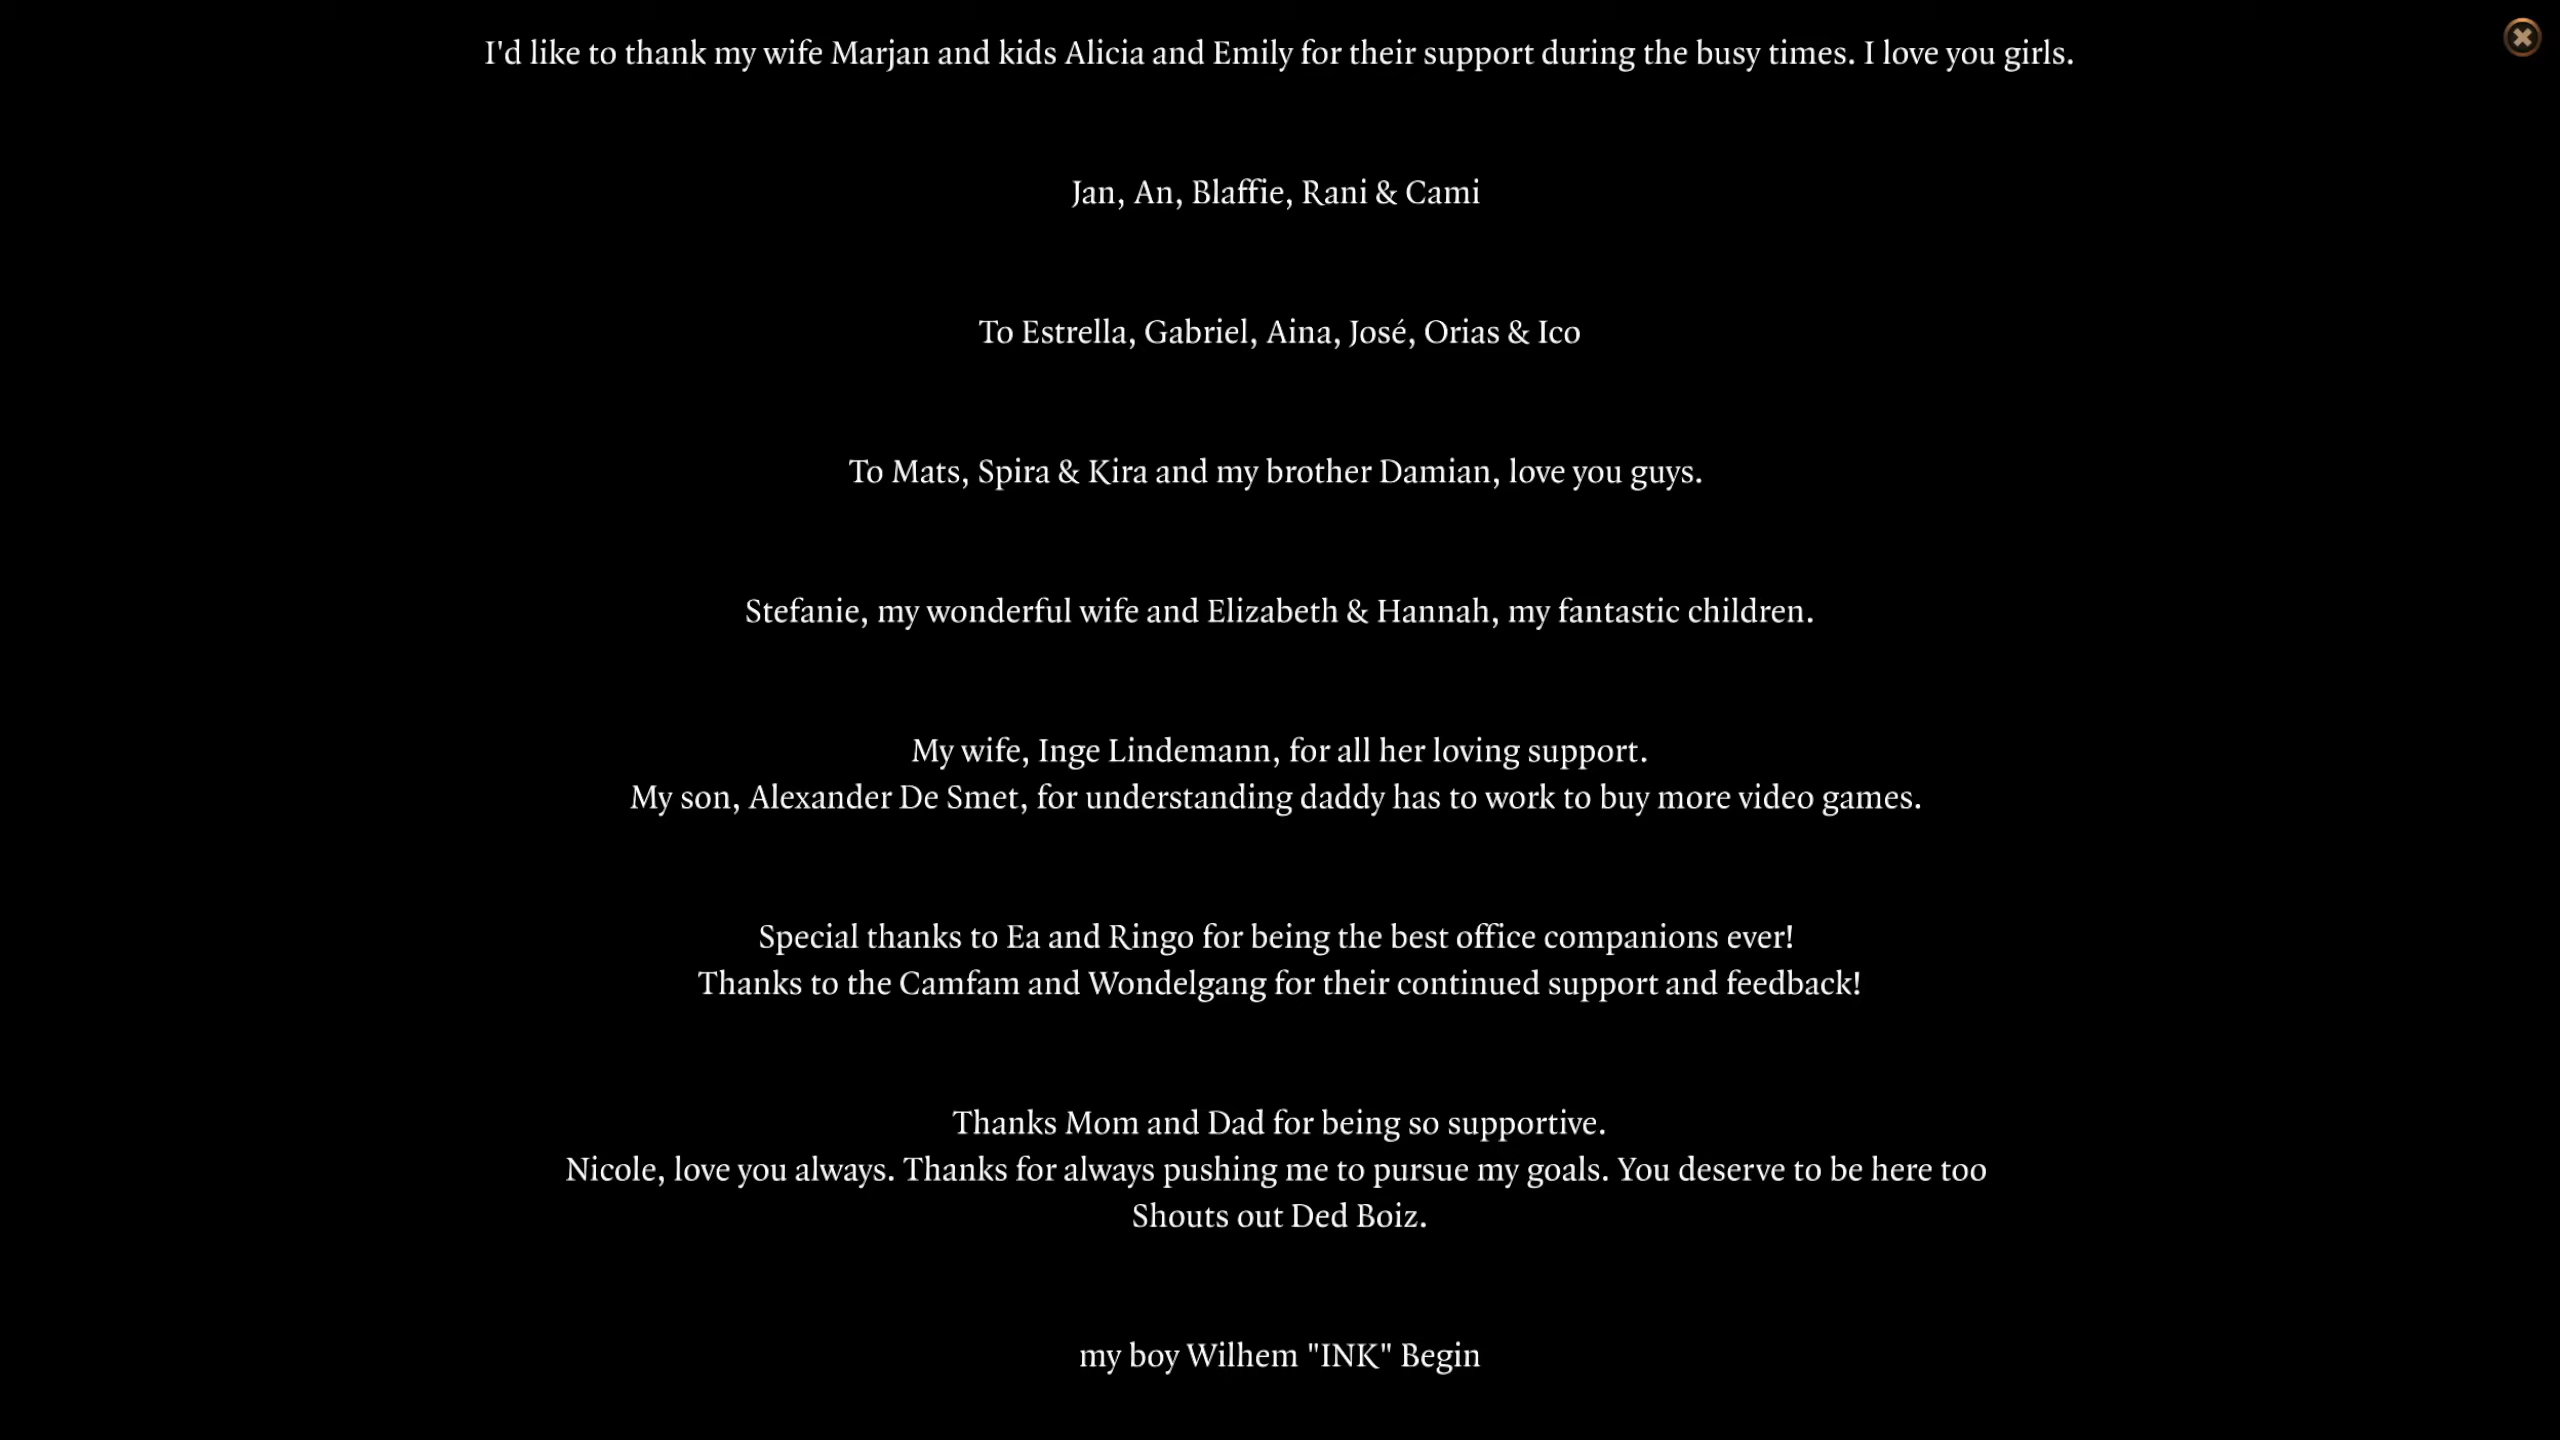 I'd like to thank my wife Marjan and kids Alicia and Emily for their support during the busy times. I love you girls.
Jan, An, Blaffie, Rani & Cami
To Estrella, Gabriel, Aina, José, Orias & Ico
To Mats, Spira & Kira and my brother Damian, love you guys.
Stefanie, my wonderful wife and Elizabeth & Hannah, my fantastic children.
My wife, Inge Lindemann, for all her loving support.
My son, Alexander De Smet, for understanding daddy has to work to buy more video games.
Special thanks to Ea and Ringo for being the best office companions ever!
Thanks to the Camfam and Wondelgang for their continued support and feedback!
Thanks Mom and Dad for being so supportive.
Nicole, love you always. Thanks for always pushing me to pursue my goals. You deserve to be here too
Shouts out Ded Boiz.
my boy Wilhem "INK" Begin